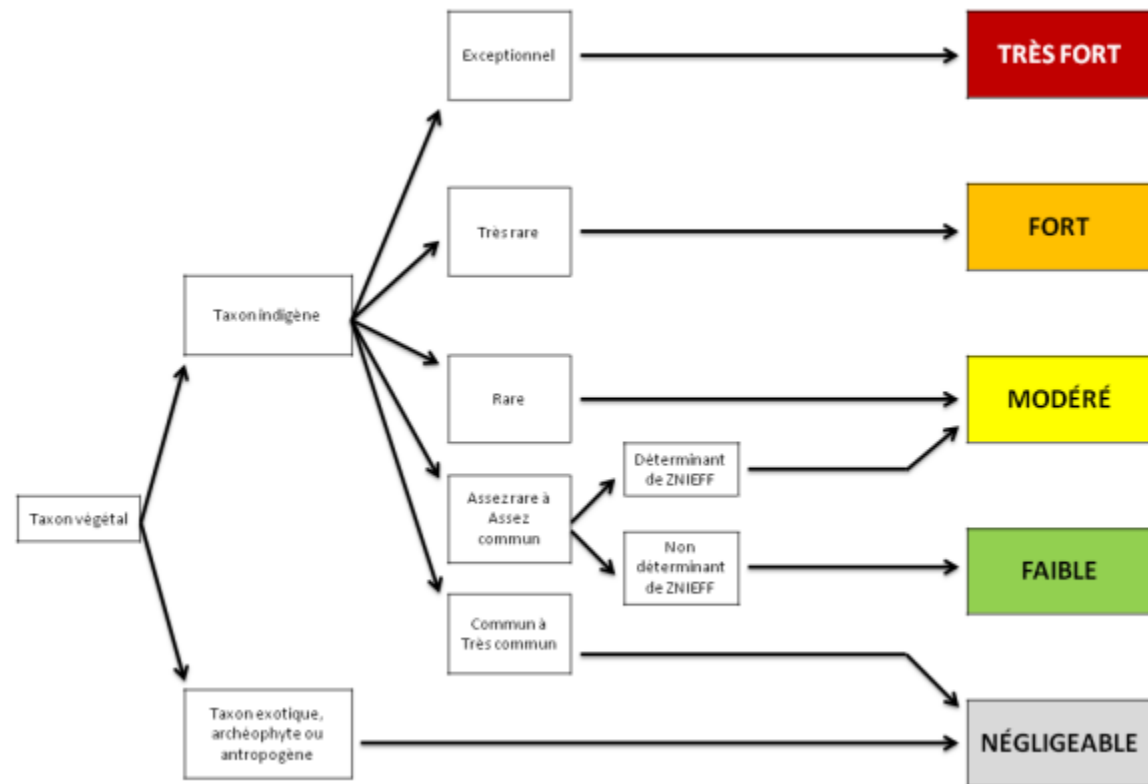 Exceptionnel
TRÈS FORT
Très rare
FORT
Taxon indigène
Rare
MODÉRÉ
Déterminant
de ZNIEFF
Assez rare à
Assez
commun
Taxon végétal
Non
déterminant
de ZNIEFF
FAIBLE
Commun à
Très commun
Taxon exotique,
archéophyte ou
antropogène
NÉGLIGEABLE